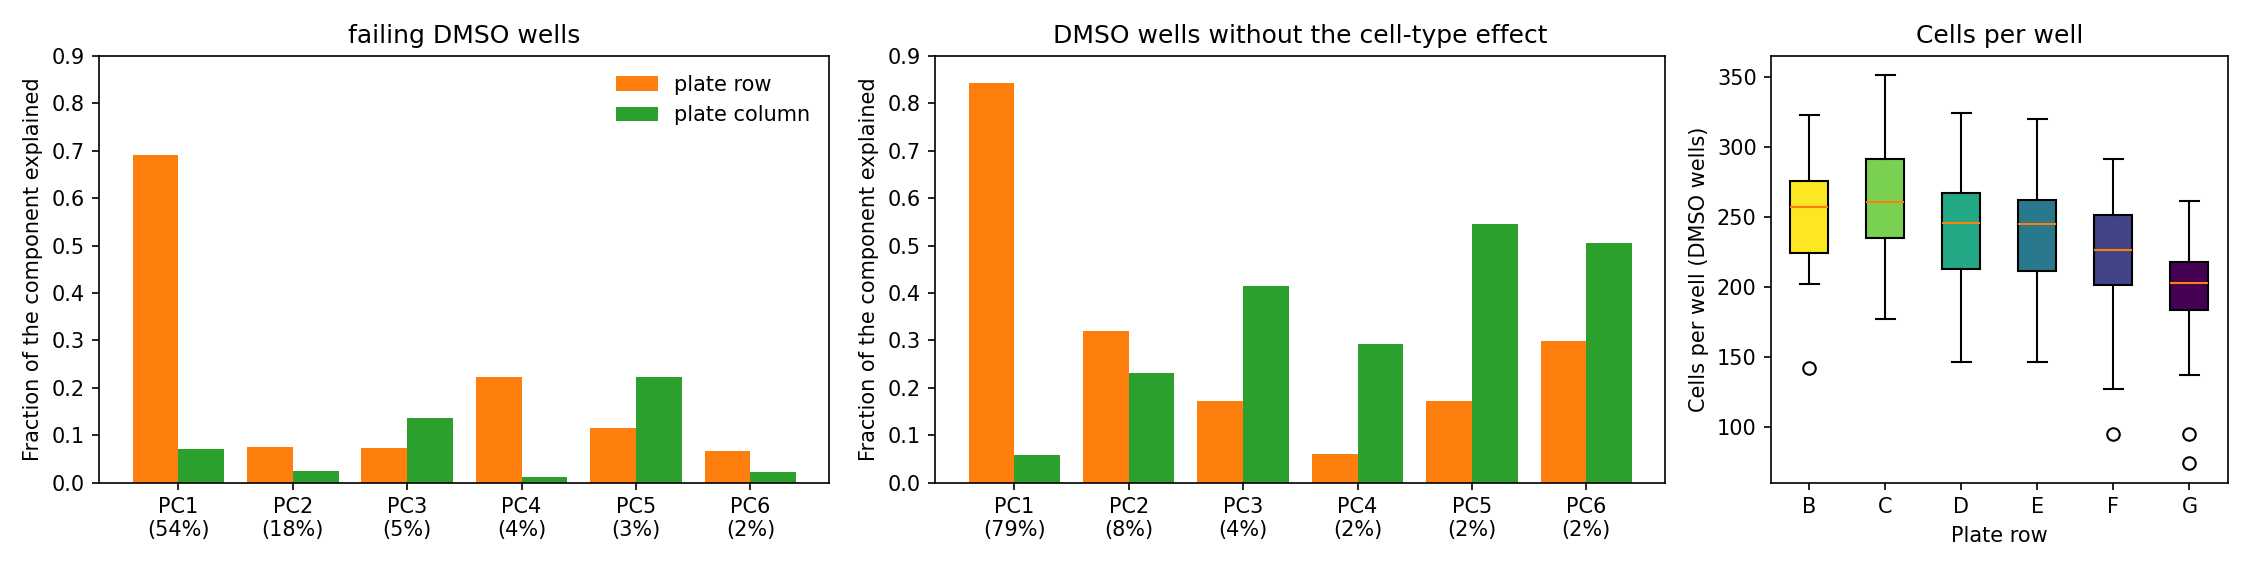 failing DMSO wells
Fraction of the component explained
0.9
0.8
0.7
0.6
0.5
0.4
0.3
0.2
0.1
0.0
plate row
plate column
PC1 PC2 PC3 PC4 PC5 PC6
(54%) (18%) (5%) (4%) (3%) (2%)
DMSO wells without the cell-type effect
Fraction of the component explained
0.9
0.8
0.7
0.6
0.5
0.4
0.3
0.2
0.1
0.0
PC1 PC2 PC3 PC4 PC5 PC6
(79%) (8%) (4%) (2%) (2%) (2%)
Cells per well
Cells per well (DMSO wells)
350
300
250
200
150
100
B C D E F G
Plate row